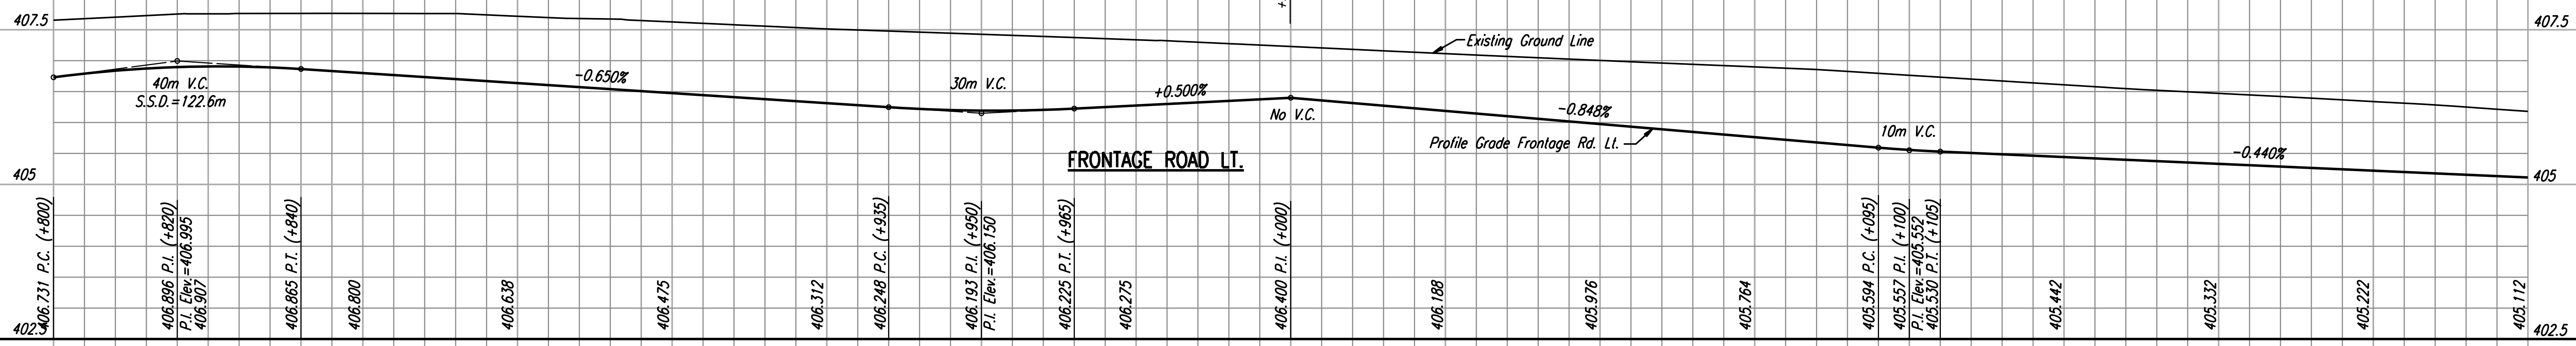 407.5
407.5
Existing Ground Line
40m V.C.
S.S.D.=122.6m
-0.650%
30m V.C.
+0.500%
No V.C.
-0.848%
Profile Grade Frontage Rd. Lt.
10m V.C.
-0.440%
FRONTAGE ROAD LT.
405
405
406.731 P.C. (+800)
406.896 P.I. (+820)
P.I. Elev.=406.995
406.907
406.865 P.T. (+840)
406.800
406.638
406.475
406.312
406.248 P.C. (+935)
406.193 P.I. (+950)
P.I. Elev.=406.150
406.225 P.T. (+965)
406.275
406.400 P.I. (+000)
406.188
405.976
405.764
405.594 P.C. (+095)
405.557 P.I. (+100)
P.I. Elev.=405.552
405.530 P.T. (+105)
405.442
405.332
405.222
405.112
402.5
402.5